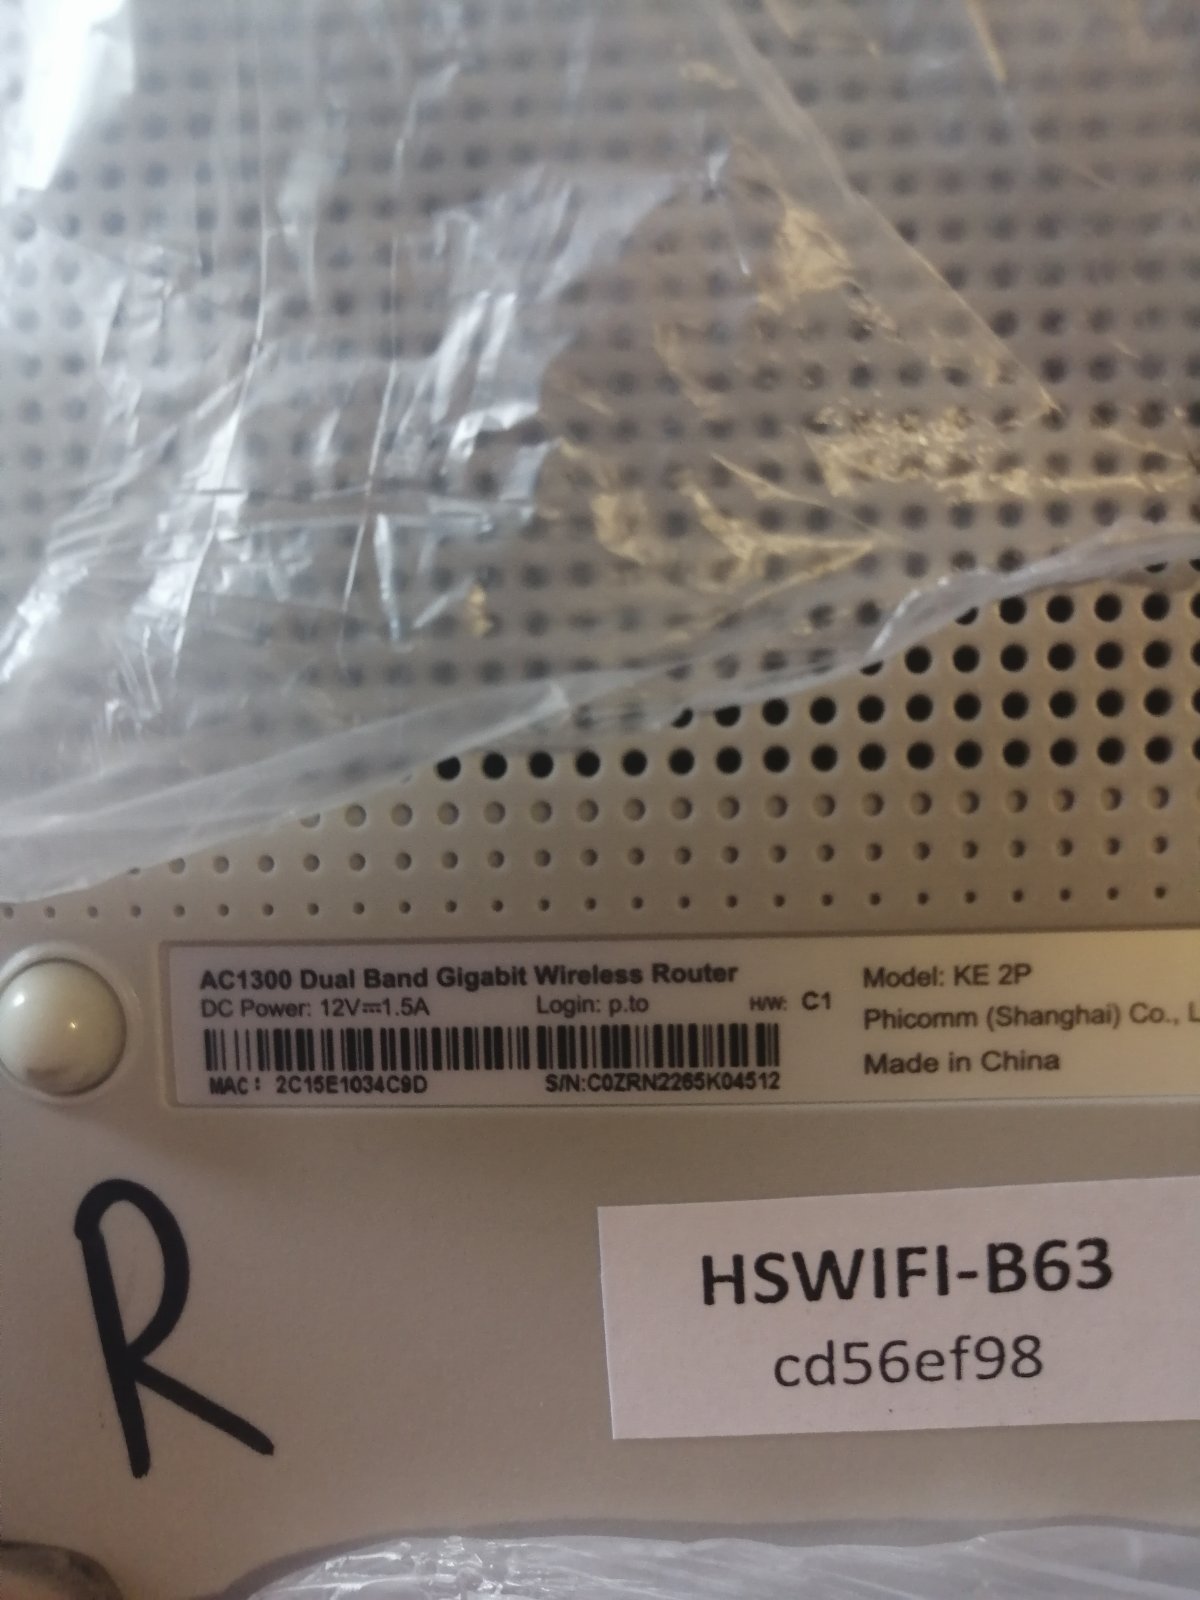 AC1300 Dual Band Gigabit Wireless Router
DC Power: 12V⎓1.5A Login: p.to H/W: C1
MAC: 2C15E1034C9D S/N:C0ZRN2265K04512
Model: KE 2P
Phicomm (Shanghai) Co., L
Made in China
R
HSWIFI-B63
cd56ef98